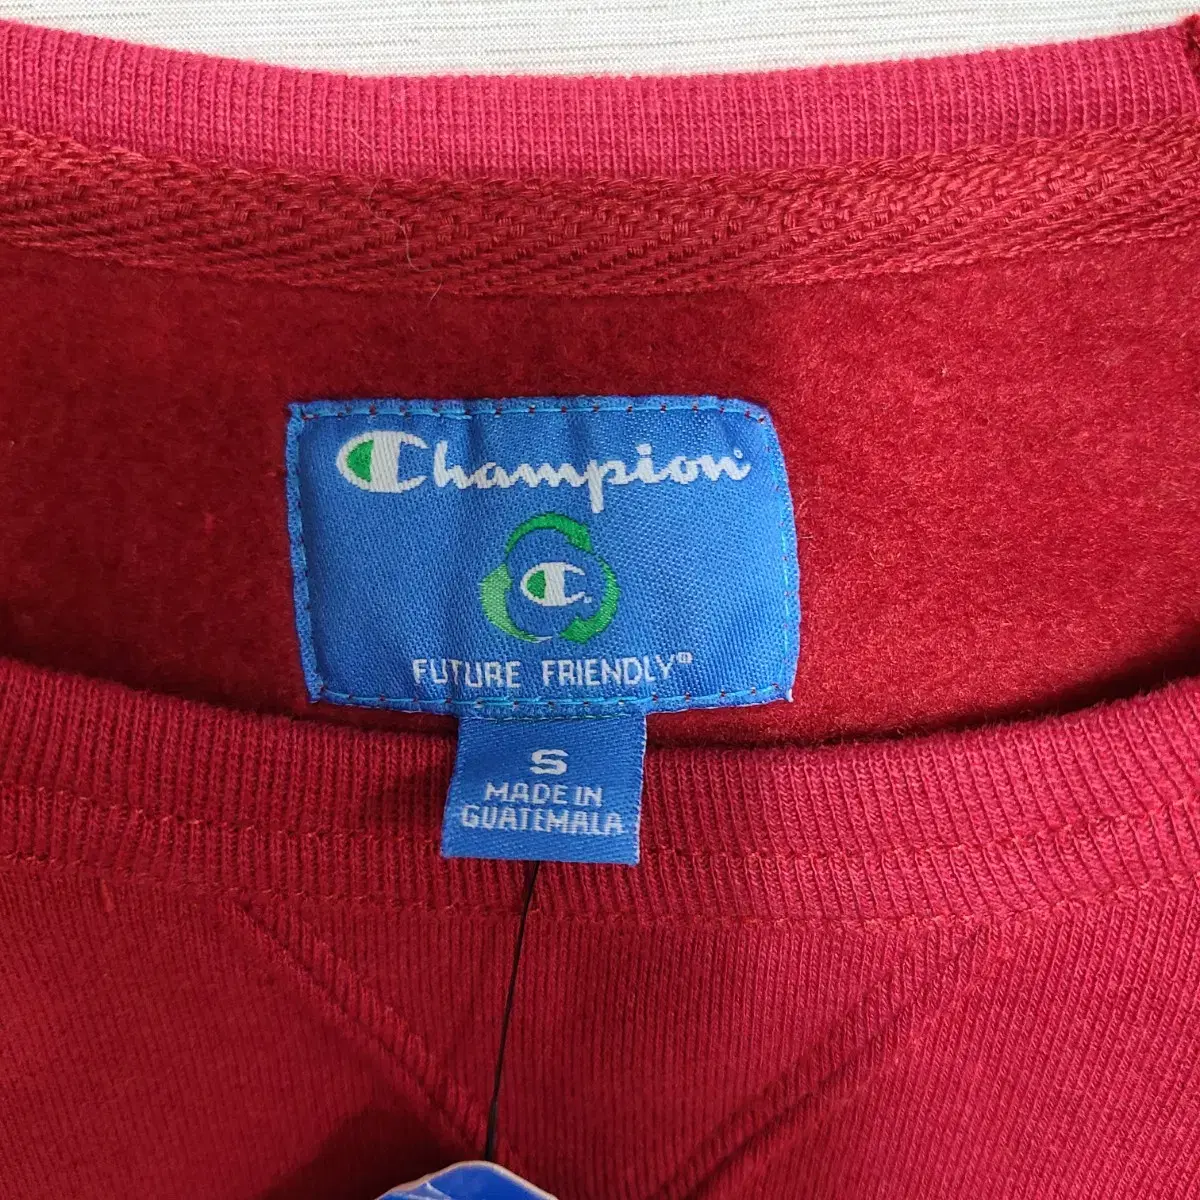 Champion
C
FUTURE FRIENDLY®
S
MADE IN
GUATEMALA